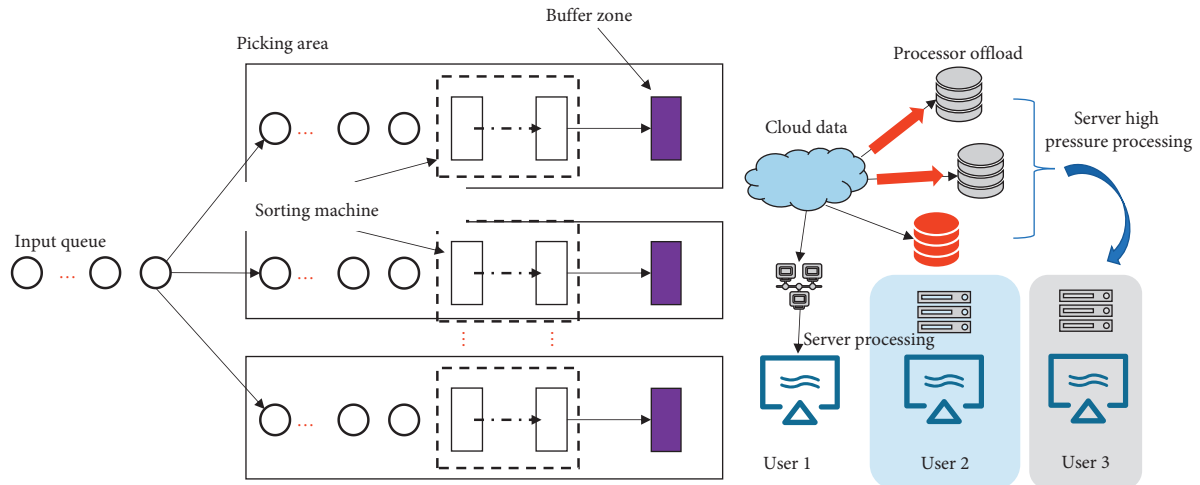 Buffer zone
Picking area
Sorting machine
Input queue
...
...
...
...
...
...
Processor offload
Cloud data
Server high
pressure processing
Server processing
User 1
User 2
User 3